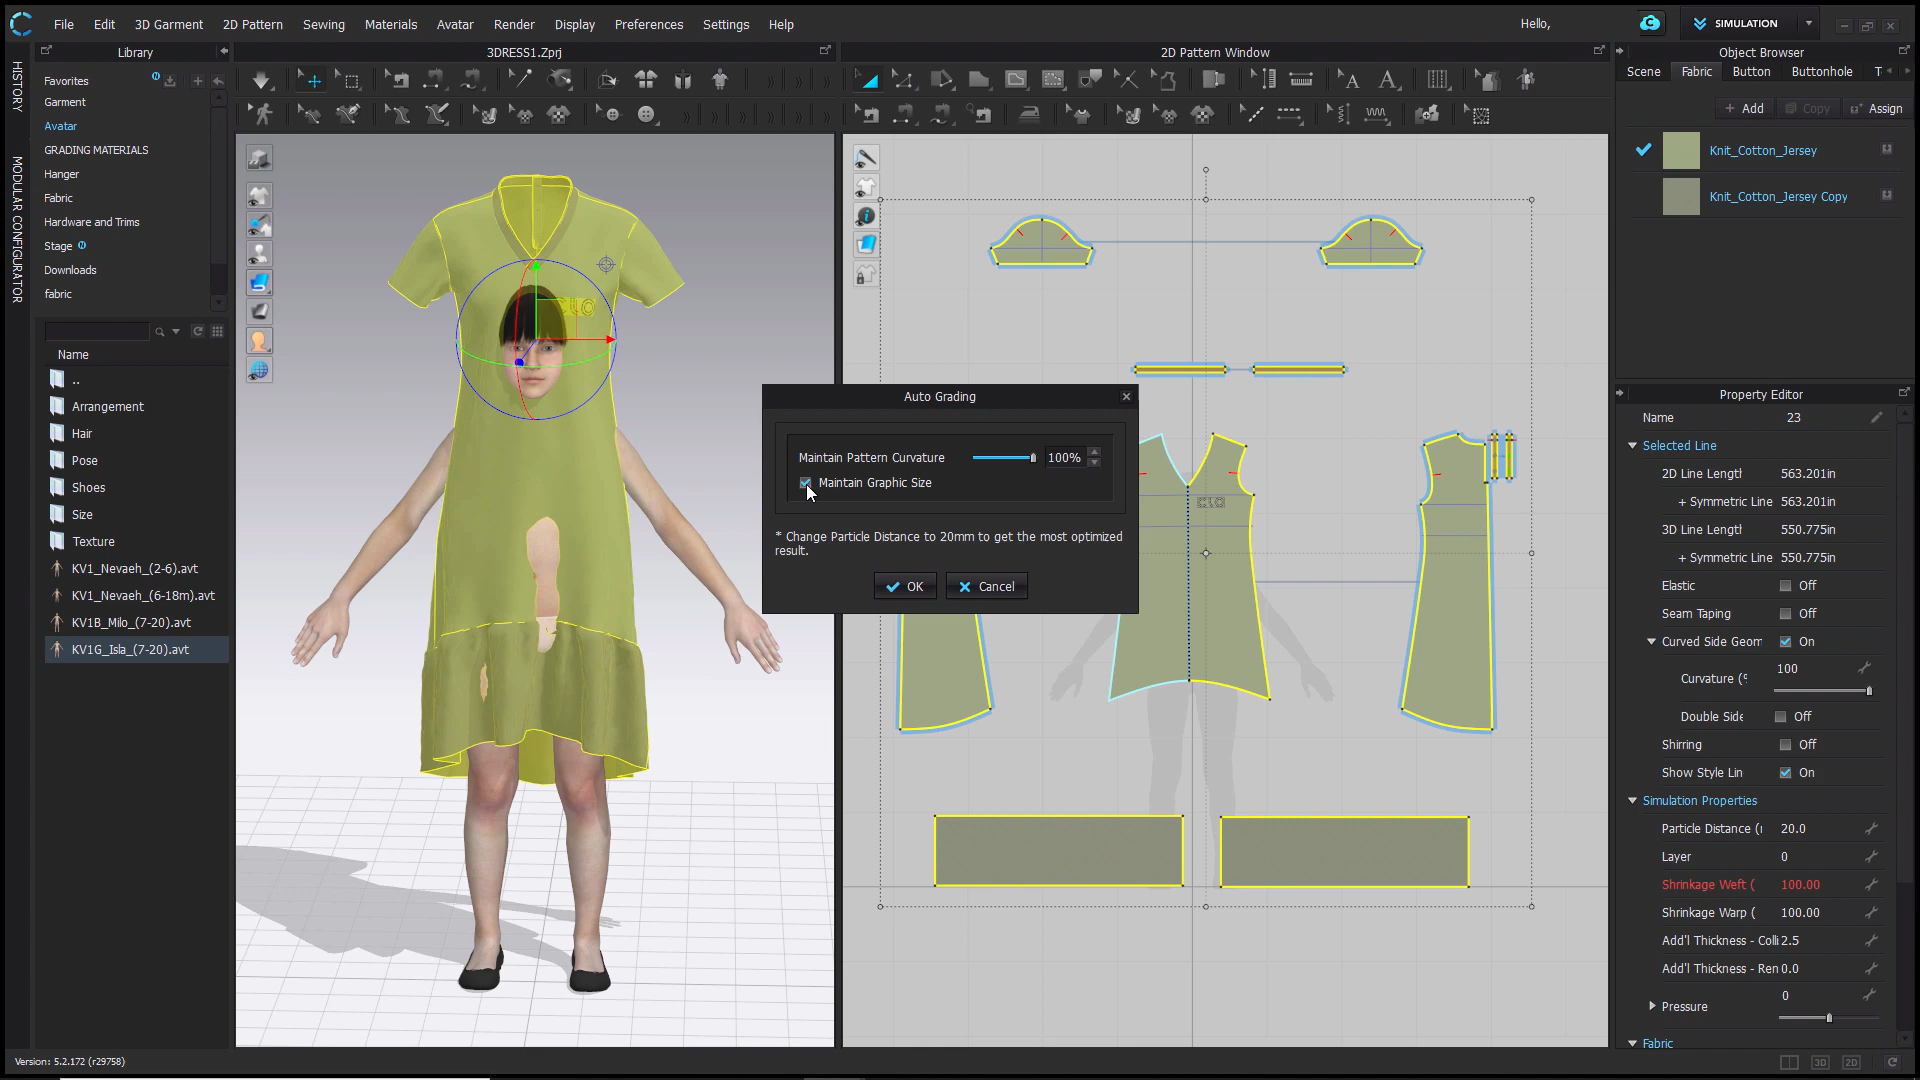 File Edit 3D Garment 2D Pattern Sewing Materials Avatar Render Display Preferences Settings Help
Hello,
SIMULATION
Library
3DRESS1.Zprj
2D Pattern Window
Object Browser
HISTORY
MODULAR CONFIGURATOR
Favorites
Garment
Avatar
GRADING MATERIALS
Hanger
Fabric
Hardware and Trims
Stage
Downloads
fabric
Name
..
Arrangement
Hair
Pose
Shoes
Size
Texture
KV1_Nevaeh_(2-6).avt
KV1_Nevaeh_(6-18m).avt
KV1B_Milo_(7-20).avt
KV1G_Isla_(7-20).avt
CLO
CLO
Auto Grading
Maintain Pattern Curvature 100%
Maintain Graphic Size
* Change Particle Distance to 20mm to get the most optimized
result.
OK Cancel
Scene Fabric Button Buttonhole T
+ Add Copy Assign
Knit_Cotton_Jersey
Knit_Cotton_Jersey Copy
Property Editor
Name 23
Selected Line
2D Line Length 563.201in
+ Symmetric Line 563.201in
3D Line Length 550.775in
+ Symmetric Line 550.775in
Elastic Off
Seam Taping Off
Curved Side Geom On
Curvature (% 100
Double Side Off
Shirring Off
Show Style Lin On
Simulation Properties
Particle Distance (r 20.0
Layer 0
Shrinkage Weft ( 100.00
Shrinkage Warp ( 100.00
Add'l Thickness - Colli 2.5
Add'l Thickness - Ren 0.0
Pressure 0
Fabric
Version: 5.2.172 (r29758)
3D 2D